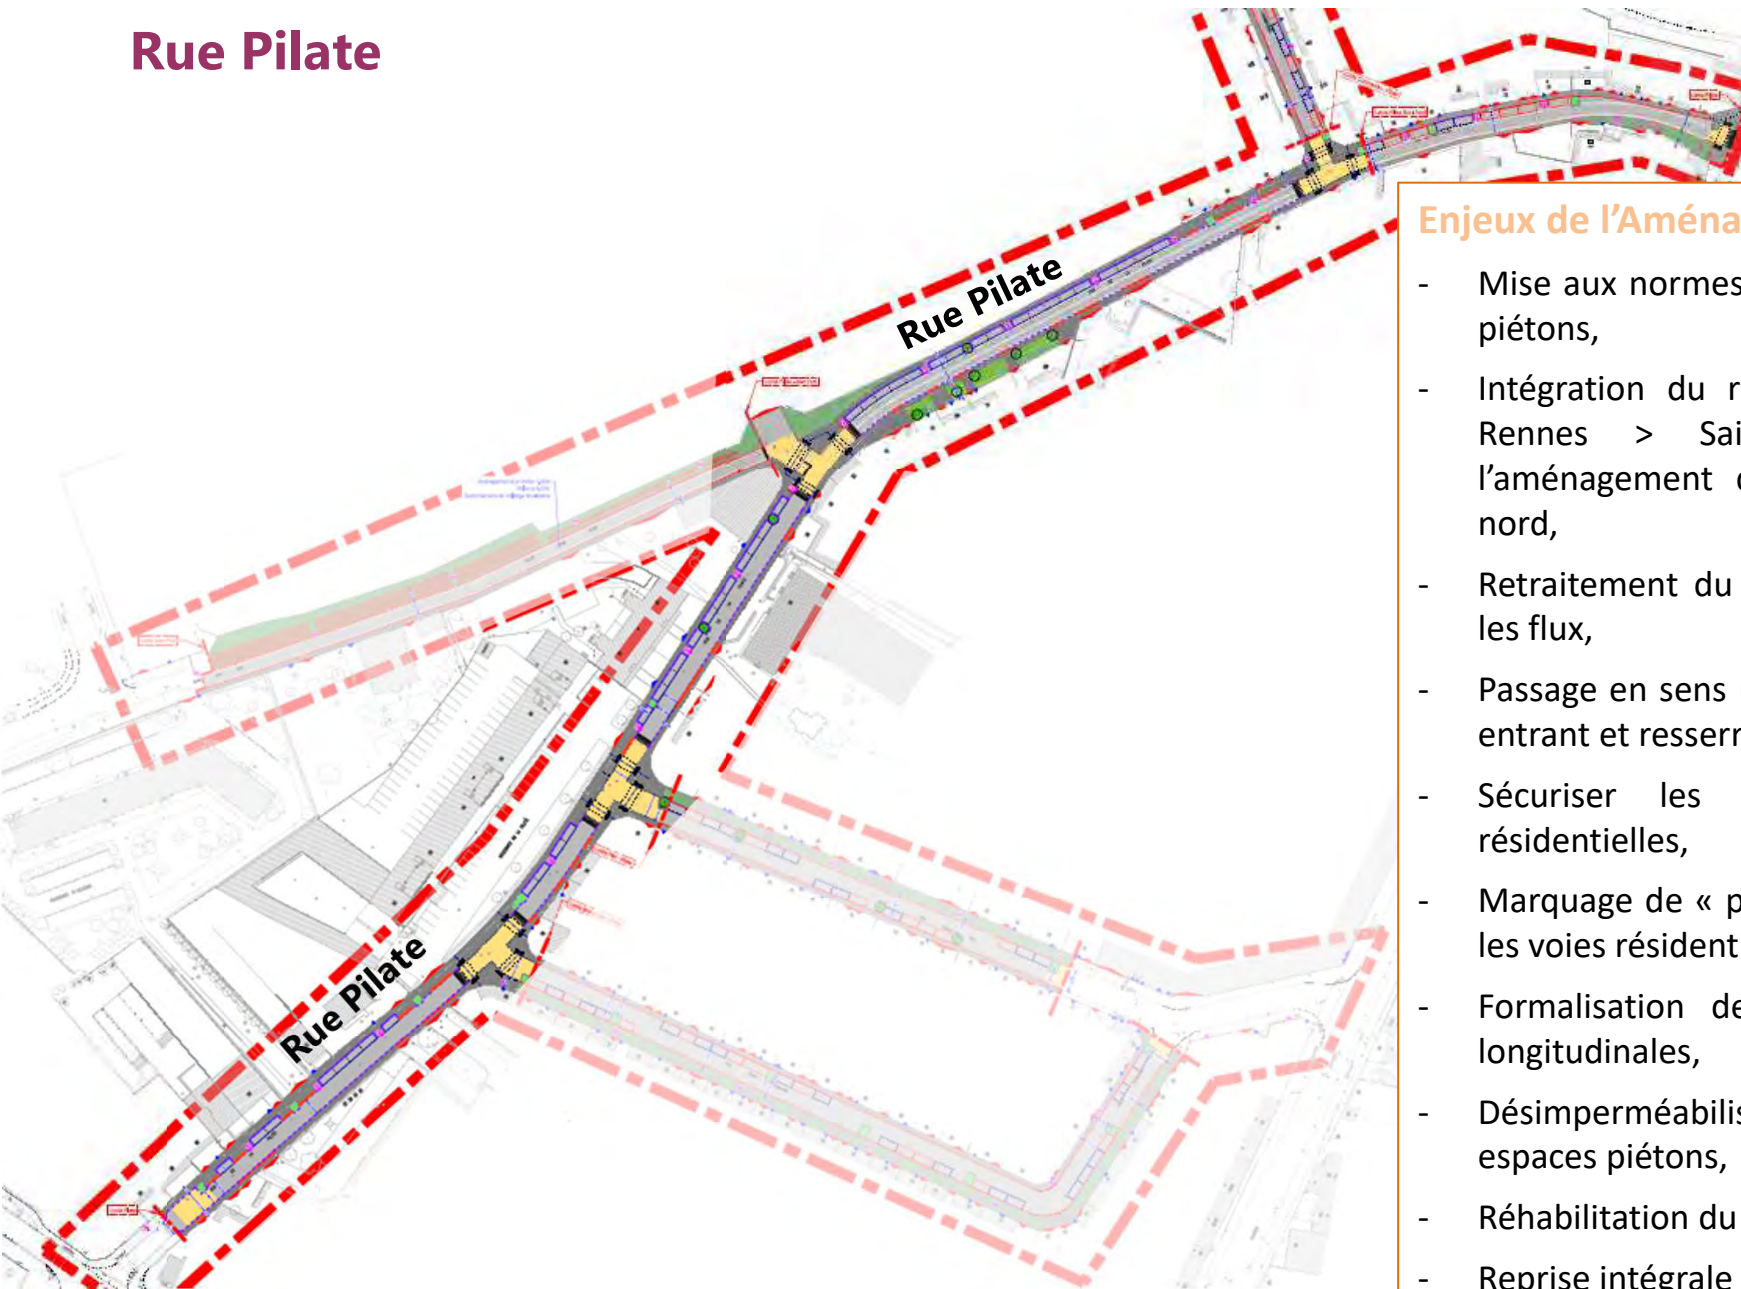 Rue Pilate
Rue Pilate
Rue Pilate
Enjeux de l’Aména
- Mise aux normes
piétons,
- Intégration du r
Rennes > Sai
l’aménagement
nord,
- Retraitement du
les flux,
- Passage en sens
entrant et resserr
- Sécuriser les
résidentielles,
- Marquage de « p
les voies résident
- Formalisation de
longitudinales,
- Désimperméabilis
espaces piétons,
- Réhabilitation du
- Reprise intégrale